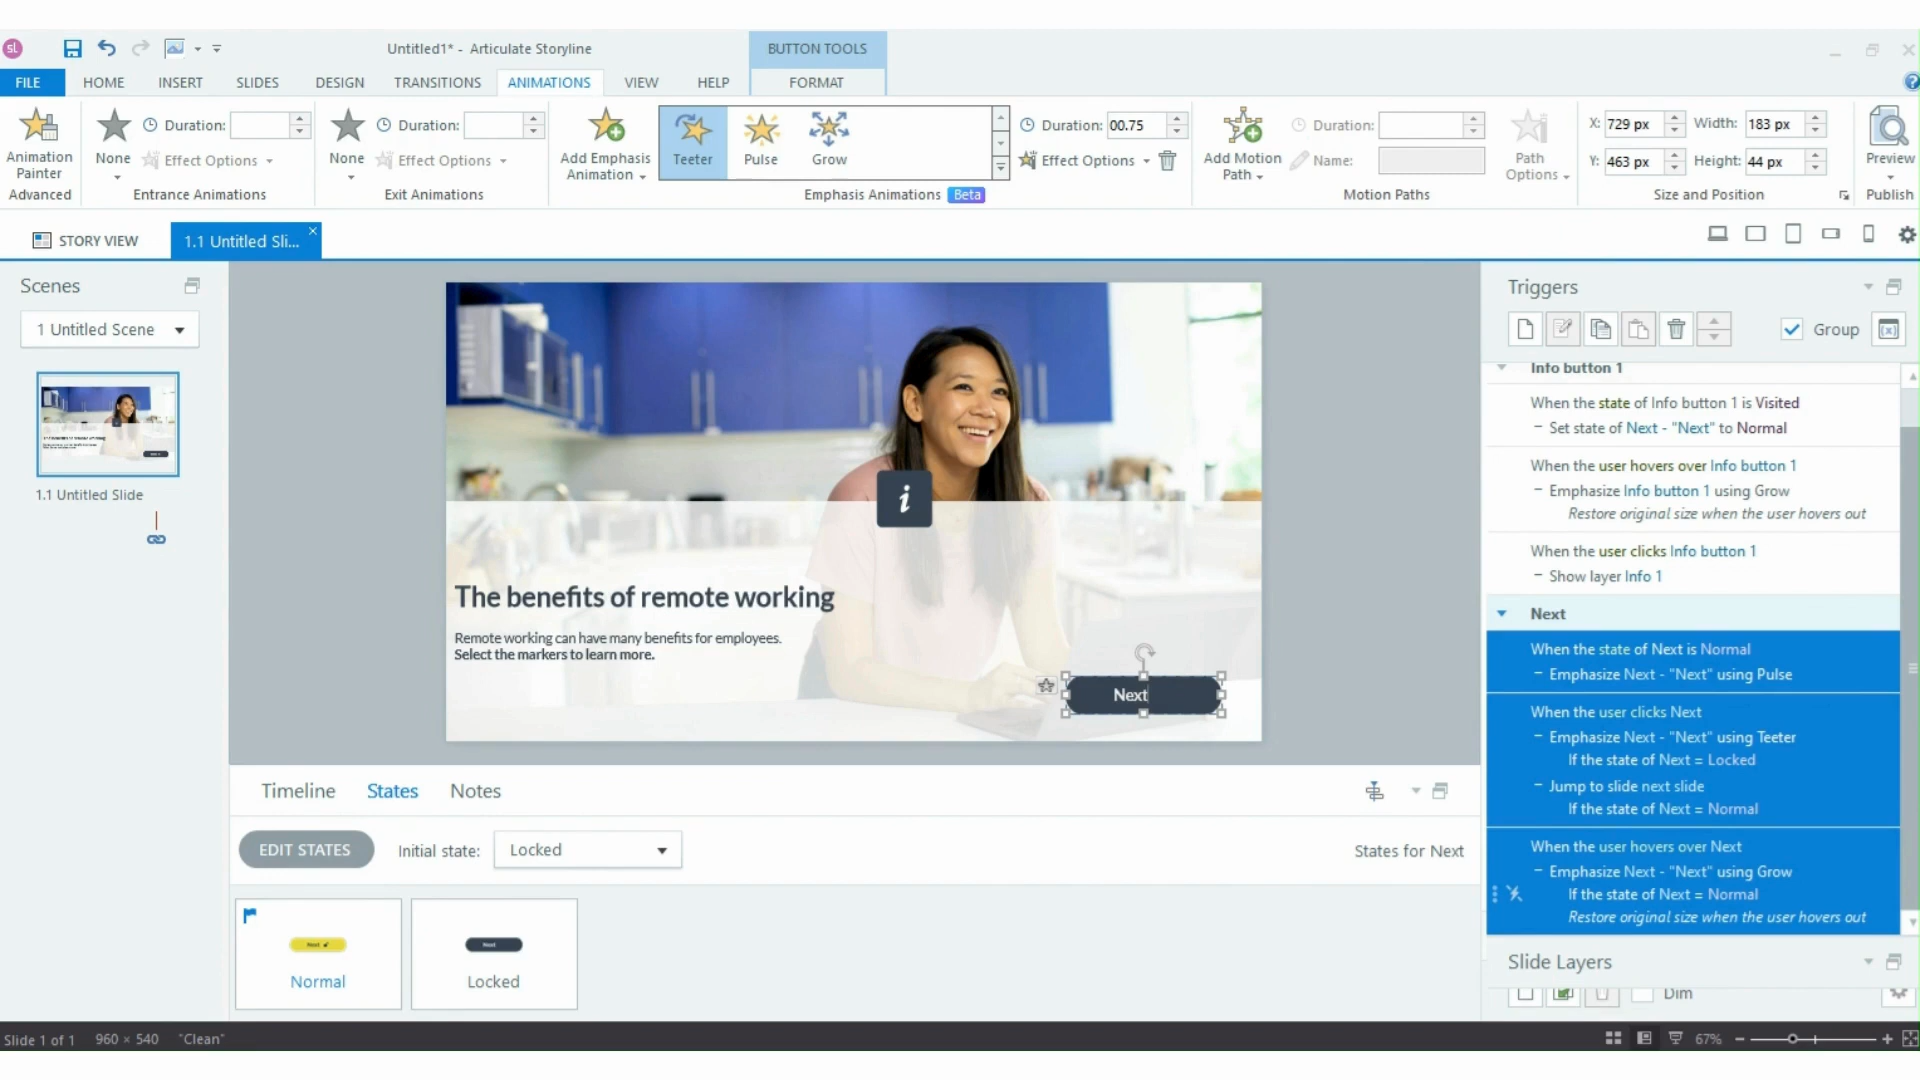 sl
Untitled1* - Articulate Storyline
BUTTON TOOLS
FILE
HOME
INSERT
SLIDES
DESIGN
TRANSITIONS
ANIMATIONS
VIEW
HELP
FORMAT
Animation Painter
None
Duration:
Effect Options
None
Duration:
Effect Options
Add Emphasis Animation
Teeter
Pulse
Grow
Duration: 00.75
Effect Options
Add Motion Path
Duration:
Name:
Path Options
X: 729 px
Width: 183 px
Y: 463 px
Height: 44 px
Preview
Advanced
Entrance Animations
Exit Animations
Emphasis Animations Beta
Motion Paths
Size and Position
Publish
STORY VIEW
1.1 Untitled Sli...
Scenes
1 Untitled Scene
1.1 Untitled Slide
i
The benefits of remote working
Remote working can have many benefits for employees.
Select the markers to learn more.
Next
Timeline
States
Notes
EDIT STATES
Initial state:
Locked
States for Next
Next
Normal
Next
Locked
Triggers
Group
Info button 1
When the state of Info button 1 is Visited
- Set state of Next - "Next" to Normal
When the user hovers over Info button 1
- Emphasize Info button 1 using Grow
Restore original size when the user hovers out
When the user clicks Info button 1
- Show layer Info 1
Next
When the state of Next is Normal
- Emphasize Next - "Next" using Pulse
When the user clicks Next
- Emphasize Next - "Next" using Teeter
If the state of Next = Locked
- Jump to slide next slide
If the state of Next = Normal
When the user hovers over Next
- Emphasize Next - "Next" using Grow
If the state of Next = Normal
Restore original size when the user hovers out
Slide Layers
Dim
Slide 1 of 1
960 × 540
"Clean"
67%